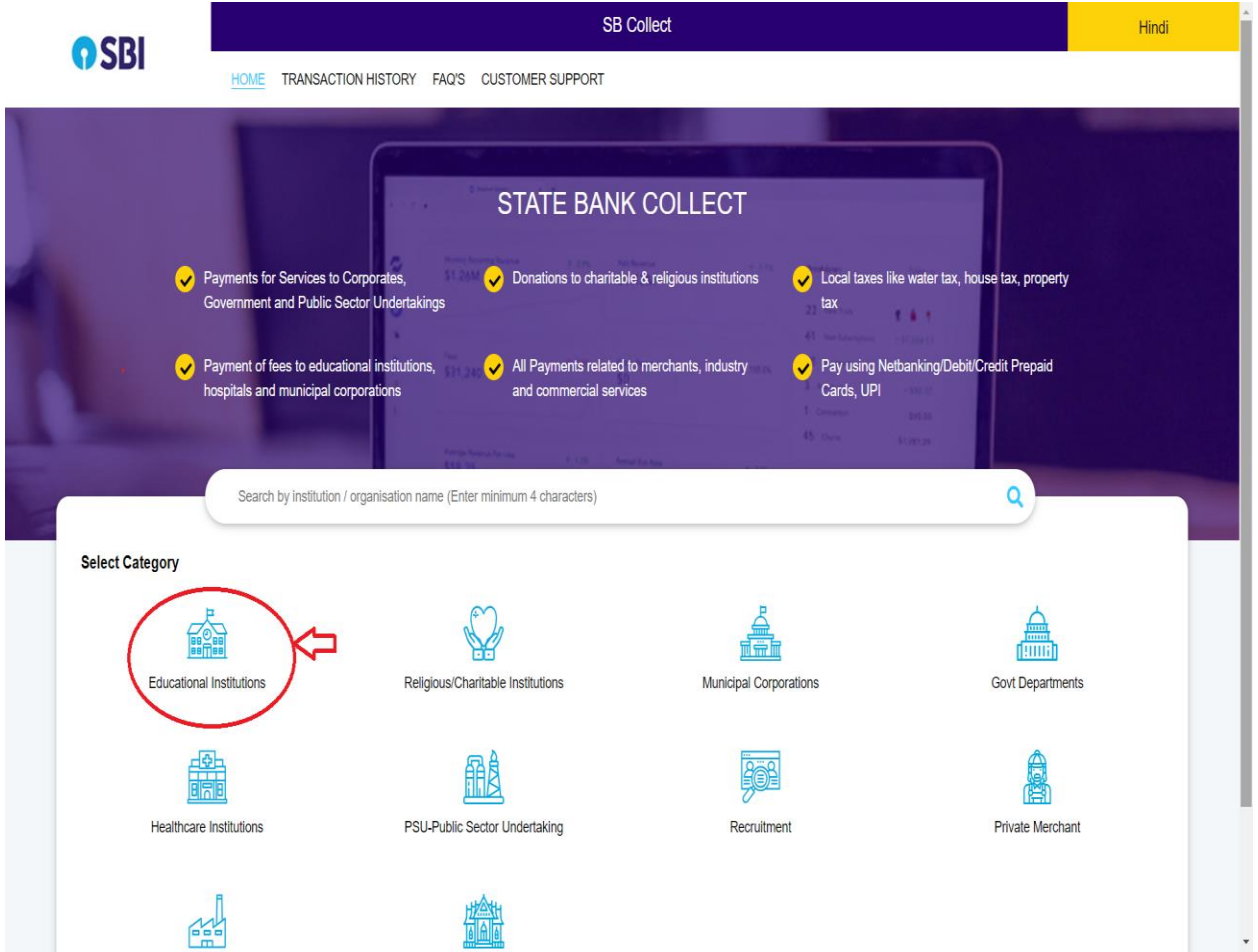 SBI
SB Collect
Hindi
HOME TRANSACTION HISTORY FAQ'S CUSTOMER SUPPORT
STATE BANK COLLECT
Payments for Services to Corporates,
Government and Public Sector Undertakings
Donations to charitable & religious institutions
Local taxes like water tax, house tax, property
tax
Payment of fees to educational institutions,
hospitals and municipal corporations
All Payments related to merchants, industry
and commercial services
Pay using Netbanking/Debit/Credit Prepaid
Cards, UPI
Search by institution / organisation name (Enter minimum 4 characters)
Select Category
Educational Institutions
Religious/Charitable Institutions
Municipal Corporations
Govt Departments
Healthcare Institutions
PSU-Public Sector Undertaking
Recruitment
Private Merchant